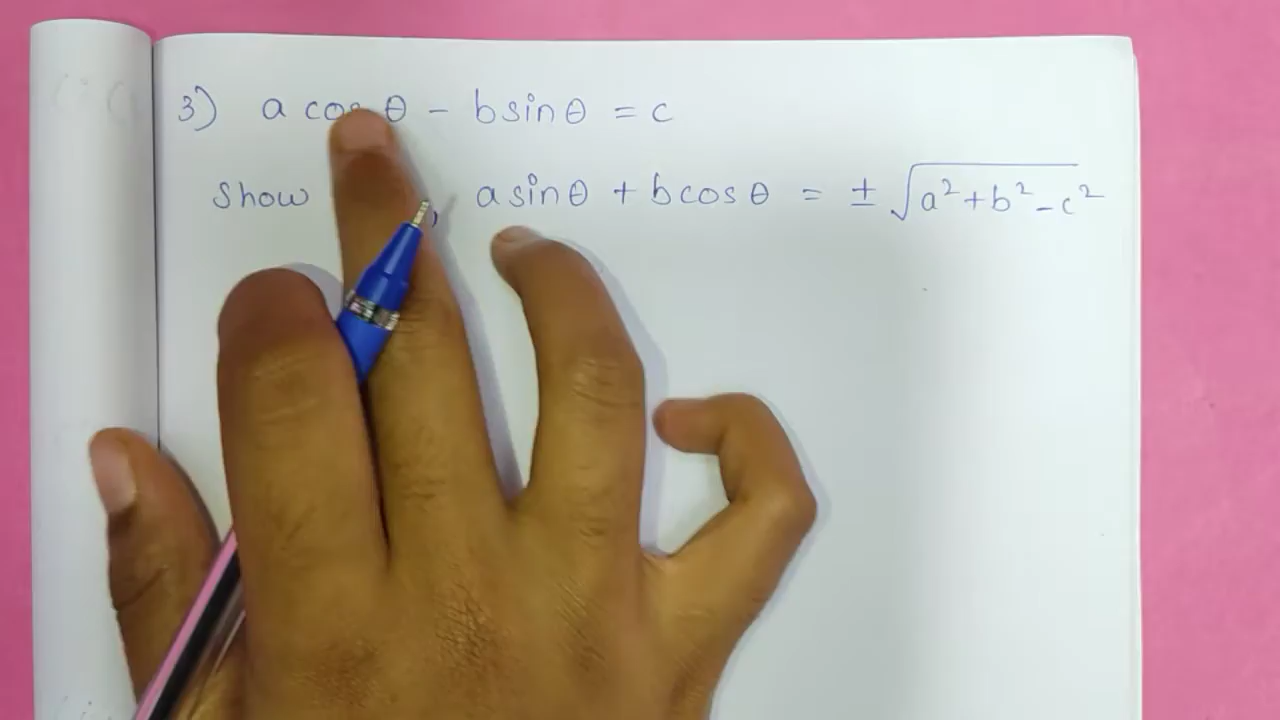 3) a cos θ - b sin θ = c
Show , a sin θ + b cos θ = ± √(a² + b² - c²)